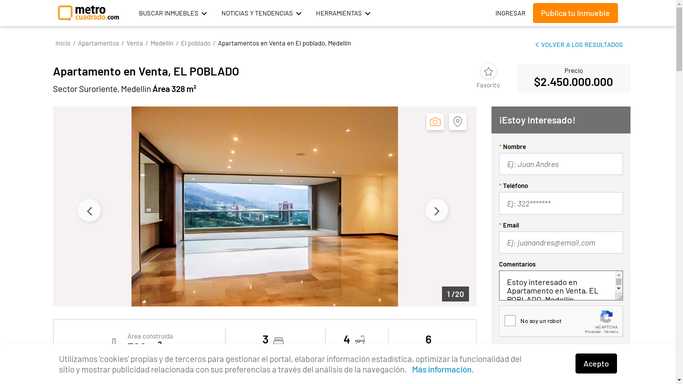 metro
cuadrado.com
BUSCAR INMUEBLES
NOTICIAS Y TENDENCIAS
HERRAMIENTAS
INGRESAR
Publica tu Inmueble
Inicio / Apartamentos / Venta / Medellín / El poblado / Apartamentos en Venta en El poblado, Medellín
VOLVER A LOS RESULTADOS
Apartamento en Venta, EL POBLADO
Sector Suroriente, Medellín Área 328 m²
Favorito
Precio
$2.450.000.000
1 / 20
¡Estoy Interesado!
* Nombre
Ej: Juan Andres
* Teléfono
Ej: 322*******
* Email
Ej: juanandres@email.com
Comentarios
Estoy interesado en
Apartamento en Venta, EL
POBLADO, Medellín
No soy un robot
reCAPTCHA
Privacidad - Términos
Área construida
3
4
6
Utilizamos 'cookies' propias y de terceros para gestionar el portal, elaborar información estadística, optimizar la funcionalidad del
sitio y mostrar publicidad relacionada con sus preferencias a través del análisis de la navegación. Más información.
Acepto